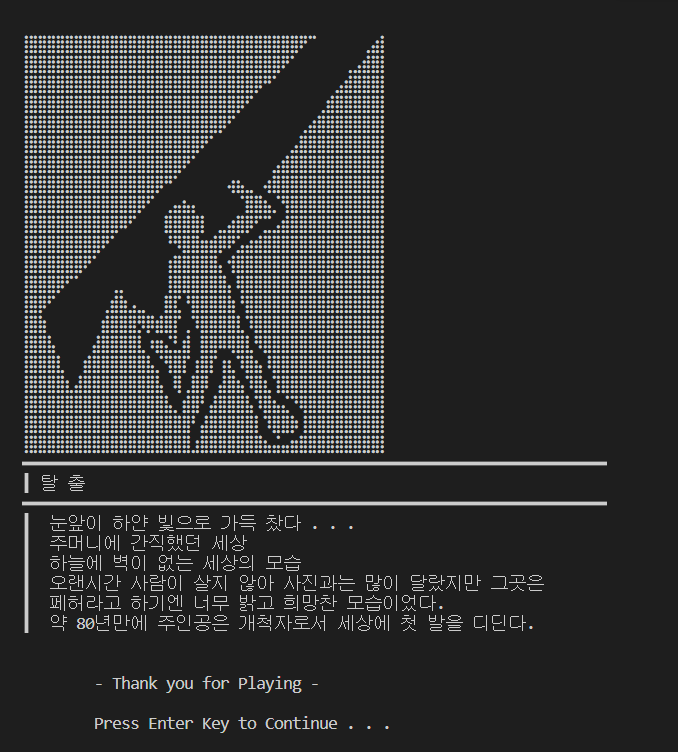 탈 출
눈앞이 하얀 빛으로 가득 찼다 . . .
주머니에 간직했던 세상
하늘에 벽이 없는 세상의 모습
오랜시간 사람이 살지 않아 사진과는 많이 달랐지만 그곳은
폐허라고 하기엔 너무 밝고 희망찬 모습이었다.
약 80년만에 주인공은 개척자로서 세상에 첫 발을 디딘다.
- Thank you for Playing -
Press Enter Key to Continue . . .